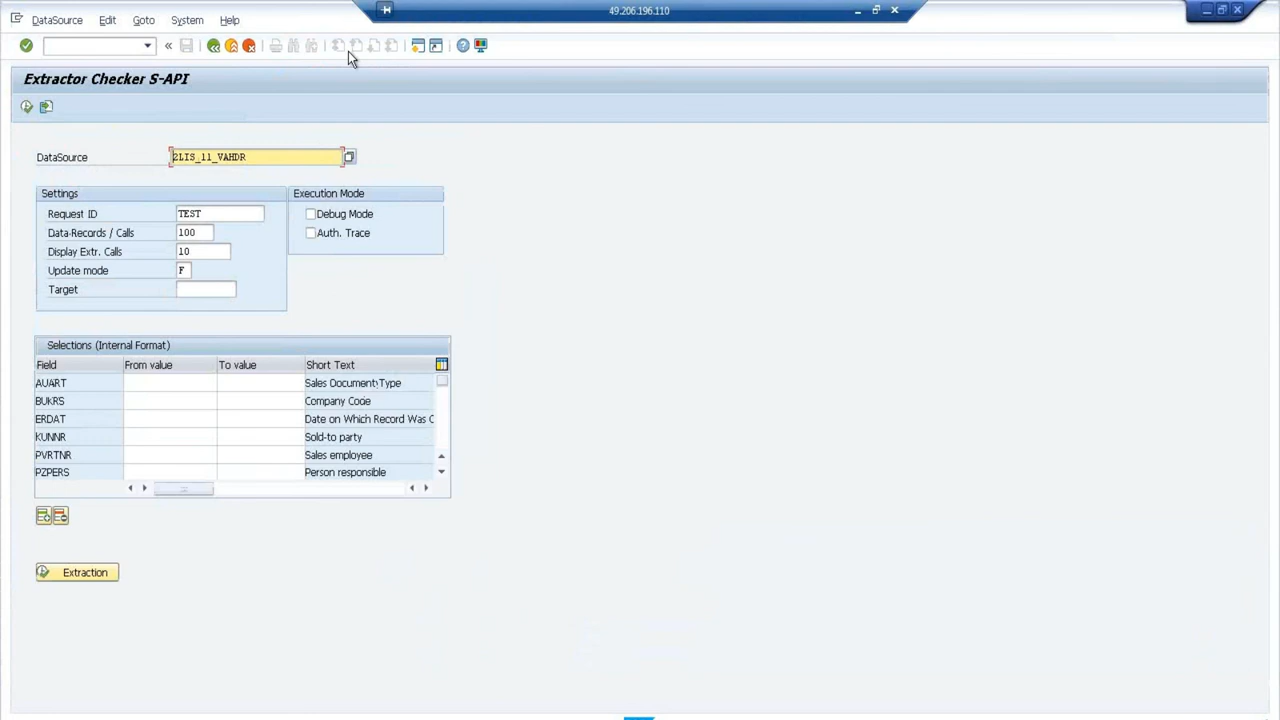 49.206.196.110
DataSource Edit Goto System Help
Extractor Checker S-API
DataSource 2LIS_11_VAHDR
Settings
Execution Mode
Request ID TEST
Debug Mode
Data-Records / Calls 100
Auth. Trace
Display Extr. Calls 10
Update mode F
Target
Selections (Internal Format)
Field From value To value Short Text
AUART Sales Document Type
BUKRS Company Code
ERDAT Date on Which Record Was C
KUNNR Sold-to party
PVRTNR Sales employee
PZPERS Person responsible
Extraction